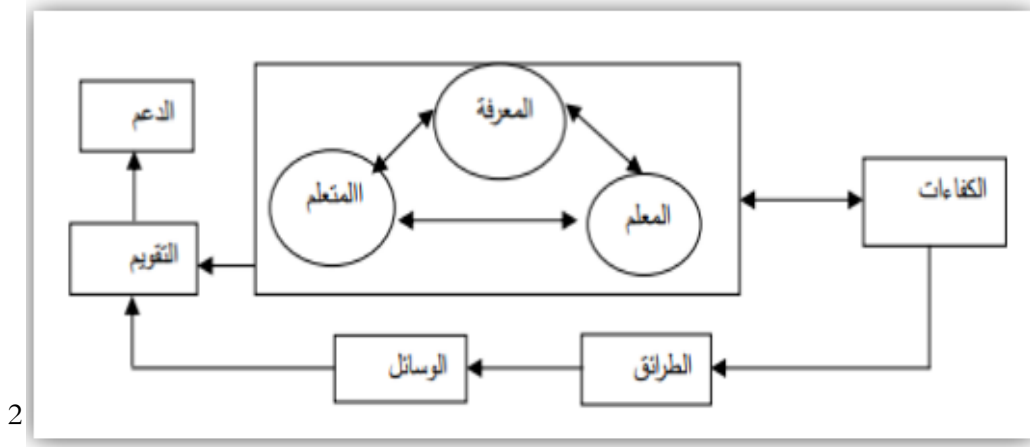 المعرفة
الدعم
الكفاءات
المعلم
االمتعلم
التقويم
الطرائق
الوسائل
2